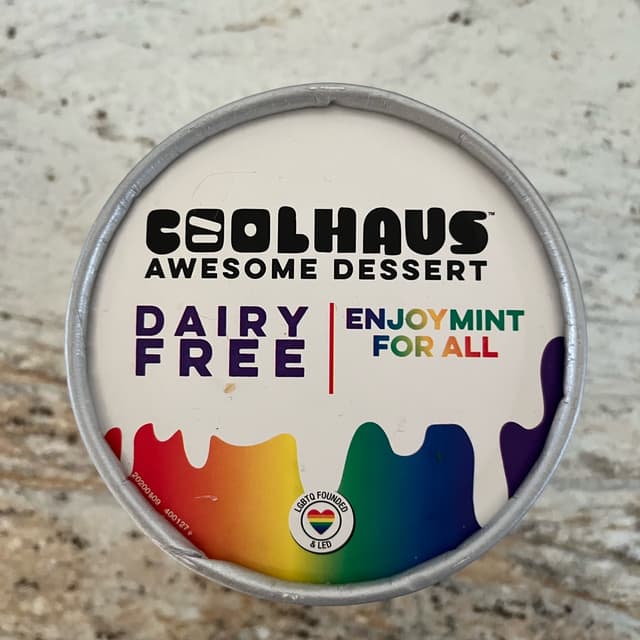 COOLHAUS™
AWESOME DESSERT
DAIRY
FREE
ENJOYMINT
FOR ALL
LGBTQ FOUNDED
& LED